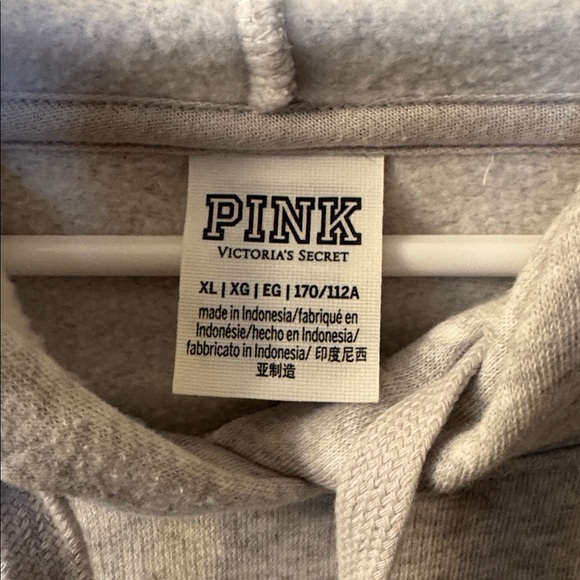 PINK
VICTORIA'S SECRET
XL | XG | EG | 170/112A
made in Indonesia/fabriqué en
Indonésie/hecho en Indonesia/
fabbricato in Indonesia/ 印度尼西
亚制造